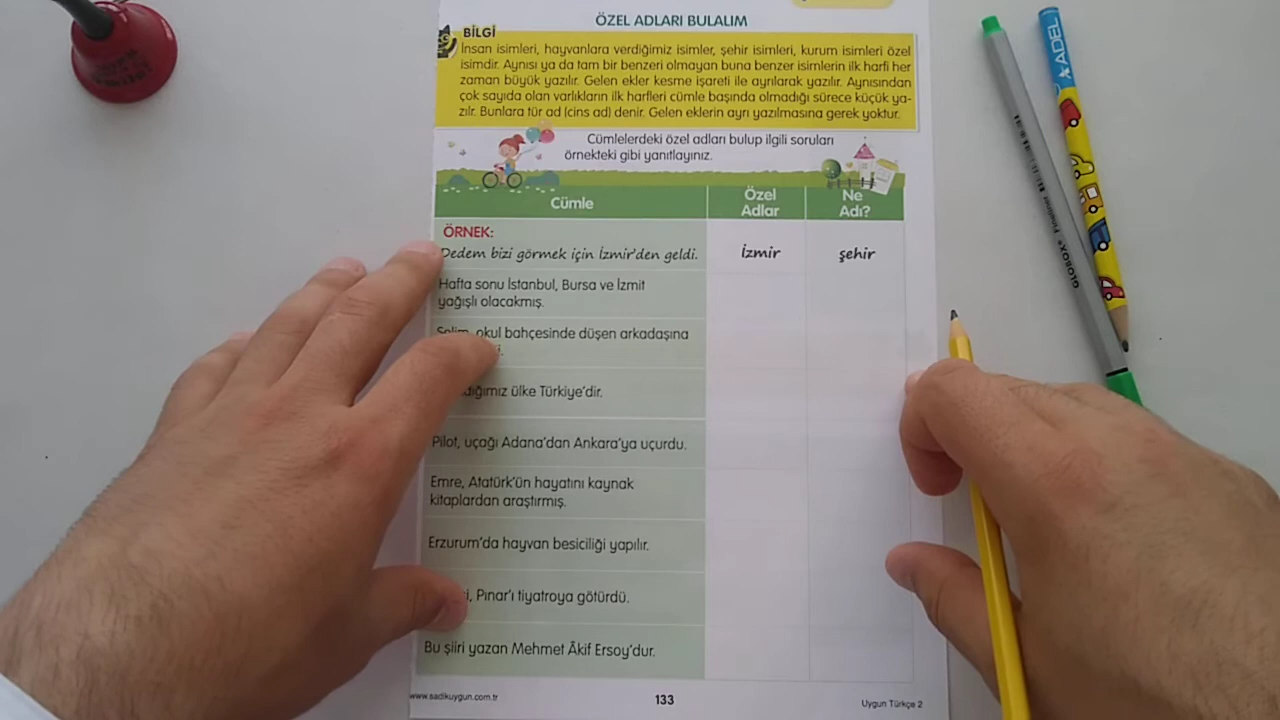 ÖZEL ADLARI BULALIM
BİLGİ
İnsan isimleri, hayvanlara verdiğimiz isimler, şehir isimleri, kurum isimleri özel
isimdir. Aynısı ya da tam bir benzeri olmayan buna benzer isimlerin ilk harfi her
zaman büyük yazılır. Gelen ekler kesme işareti ile ayrılarak yazılır. Aynısından
çok sayıda olan varlıkların ilk harfleri cümle başında olmadığı sürece küçük ya-
zılır. Bunlara tür ad (cins ad) denir. Gelen eklerin ayrı yazılmasına gerek yoktur.
Cümlelerdeki özel adları bulup ilgili soruları
örnekteki gibi yanıtlayınız.
Cümle
Özel
Adlar
Ne
Adı?
ÖRNEK:
Dedem bizi görmek için İzmir'den geldi.
İzmir
şehir
Hafta sonu İstanbul, Bursa ve İzmit
yağışlı olacakmış.
Selim, okul bahçesinde düşen arkadaşına
ülke Türkiye'dir.
Pilot, uçağı Adana'dan Ankara'ya uçurdu.
Emre, Atatürk'ün hayatını kaynak
kitaplardan araştırmış.
Erzurum'da hayvan besiciliği yapılır.
Pınar'ı tiyatroya götürdü.
Bu şiiri yazan Mehmet Âkif Ersoy'dur.
www.sadikuygun.com.tr
133
Uygun Türkçe 2
ADEL
GLOBOX Fineliner